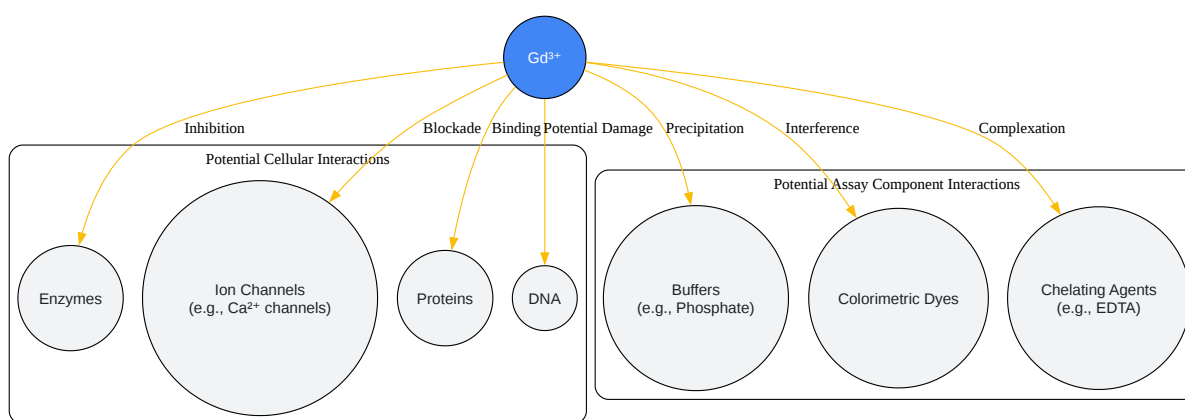 Gd³⁺
Inhibition
Blockade
Binding
Potential Damage
Precipitation
Interference
Complexation
Potential Cellular Interactions
Potential Assay Component Interactions
Enzymes
Ion Channels
(e.g., Ca²⁺ channels)
Proteins
DNA
Buffers
(e.g., Phosphate)
Colorimetric Dyes
Chelating Agents
(e.g., EDTA)